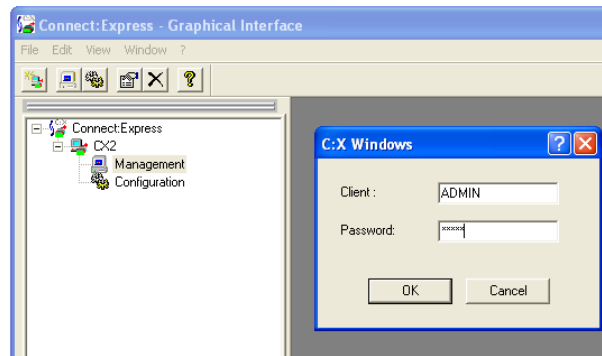 Connect:Express - Graphical Interface
File Edit View Window ?
Connect:Express
CX2
Management
Configuration
C:X Windows
Client : ADMIN
Password: *****
OK Cancel